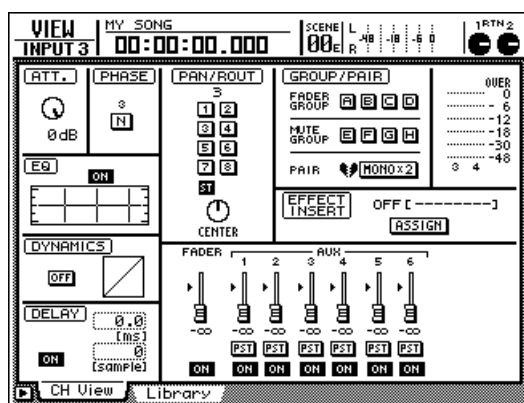 VIEW
INPUT 3
MY SONG
00:00:00.000
SCENE
00E
L
R
-48 -18 -6 0
1RTN2
ATT.
0dB
PHASE
3
N
PAN/ROUT
3
1 2
3 4
5 6
7 8
ST
CENTER
GROUP/PAIR
FADER GROUP A B C D
MUTE GROUP E F G H
PAIR MONO×2
OVER
0
- 6
-12
-18
-30
-48
3 4
EQ
ON
EFFECT INSERT
OFF [---------]
ASSIGN
DYNAMICS
OFF
FADER
AUX
1 2 3 4 5 6
-∞ -∞ -∞ -∞ -∞ -∞ -∞
PST PST PST PST PST PST
ON ON ON ON ON ON ON
DELAY
ON
0.0
[ms]
0
[sample]
CH View
Library